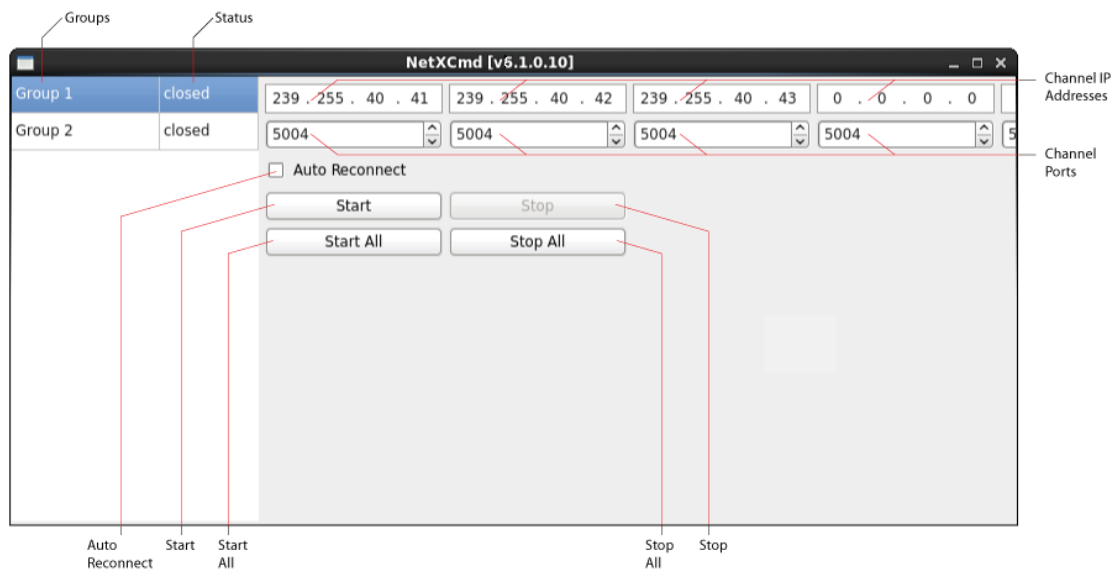 Groups
Status
NetXCmd [v6.1.0.10]
Group 1 closed 239 . 255 . 40 . 41 239 . 255 . 40 . 42 239 . 255 . 40 . 43 0 . 0 . 0 . 0
Channel IP
Addresses
Group 2 closed 5004 5004 5004 5004 5
Channel
Ports
Auto Reconnect
Start Stop
Start All Stop All
Auto
Reconnect
Start
Start
All
Stop
All
Stop